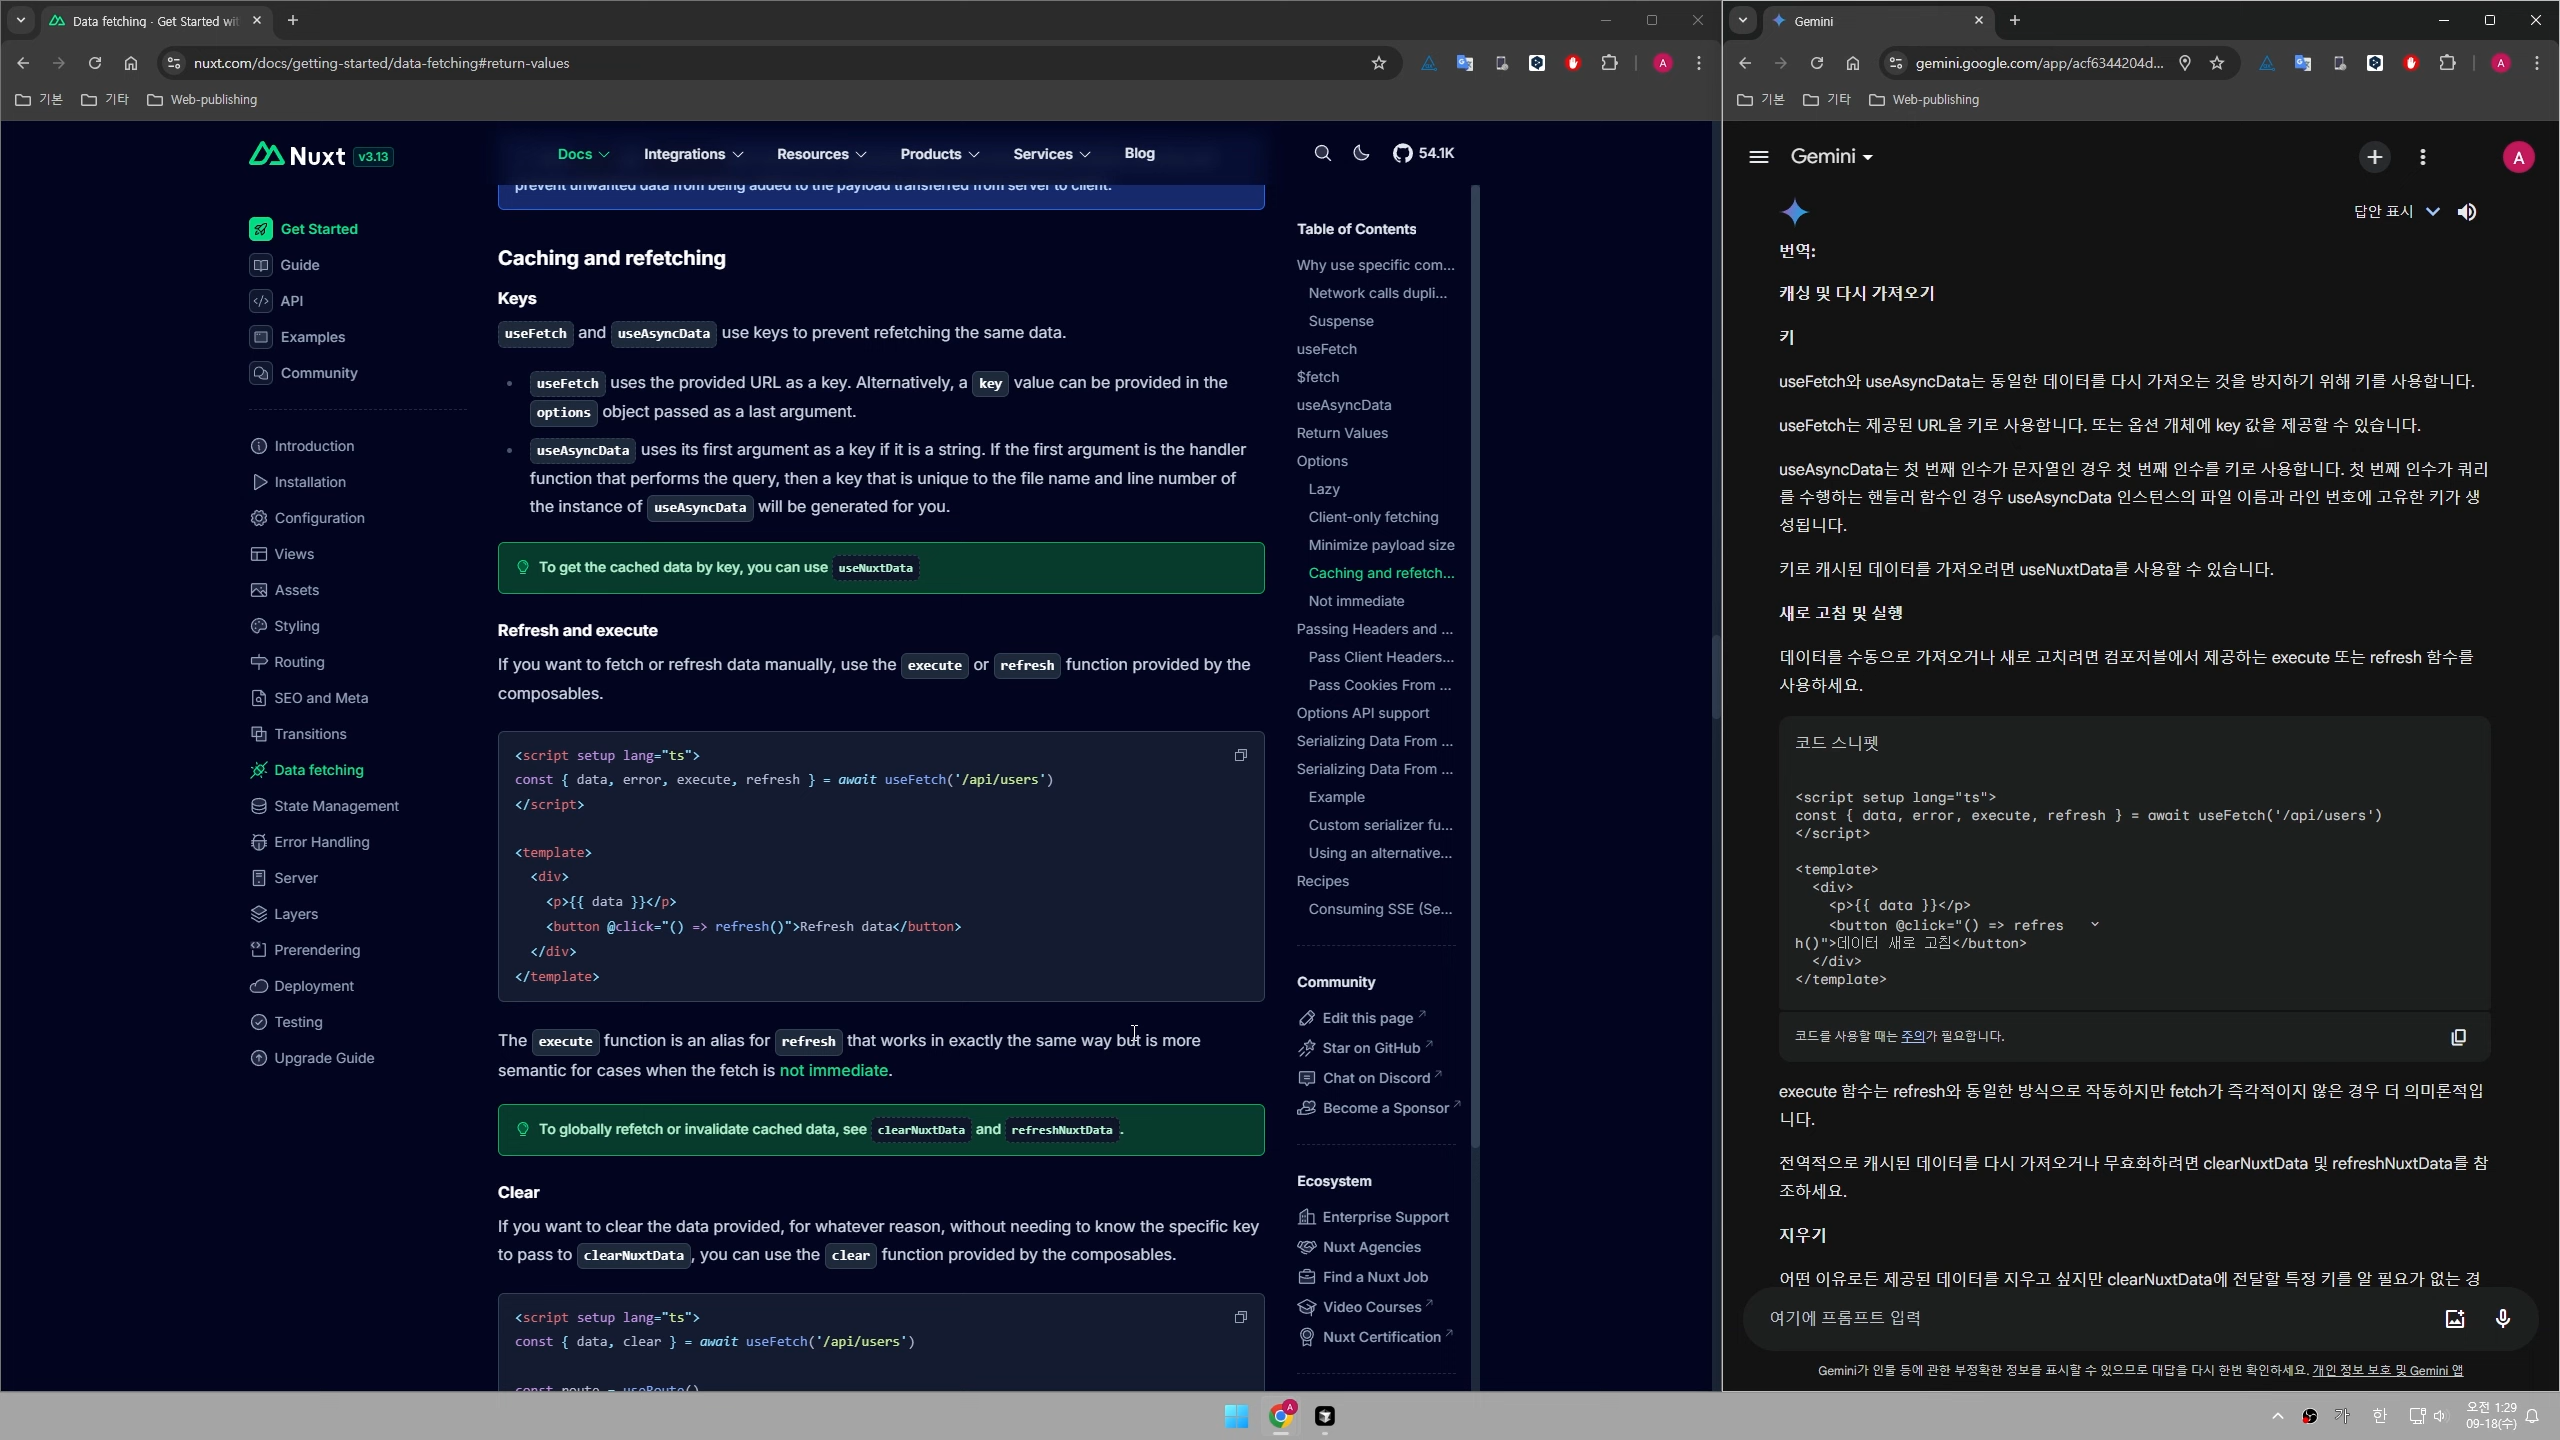 Data fetching · Get Started wit
nuxt.com/docs/getting-started/data-fetching#return-values
A
기본
기타
Web-publishing
Nuxt v3.13
Docs
Integrations
Resources
Products
Services
Blog
54.1K
Get Started
Guide
API
Examples
Community
Introduction
Installation
Configuration
Views
Assets
Styling
Routing
SEO and Meta
Transitions
Data fetching
State Management
Error Handling
Server
Layers
Prerendering
Deployment
Testing
Upgrade Guide
prevent unwanted data from being added to the payload transferred from server to client.
Caching and refetching
Keys
useFetch and useAsyncData use keys to prevent refetching the same data.
useFetch uses the provided URL as a key. Alternatively, a key value can be provided in the
options object passed as a last argument.
useAsyncData uses its first argument as a key if it is a string. If the first argument is the handler
function that performs the query, then a key that is unique to the file name and line number of
the instance of useAsyncData will be generated for you.
To get the cached data by key, you can use useNuxtData
Refresh and execute
If you want to fetch or refresh data manually, use the execute or refresh function provided by the
composables.
<script setup lang="ts">
const { data, error, execute, refresh } = await useFetch('/api/users')
</script>
<template>
<div>
<p>{{ data }}</p>
<button @click="() => refresh()">Refresh data</button>
</div>
</template>
The execute function is an alias for refresh that works in exactly the same way but is more
semantic for cases when the fetch is not immediate.
To globally refetch or invalidate cached data, see clearNuxtData and refreshNuxtData.
Clear
If you want to clear the data provided, for whatever reason, without needing to know the specific key
to pass to clearNuxtData, you can use the clear function provided by the composables.
<script setup lang="ts">
const { data, clear } = await useFetch('/api/users')
const route = useRoute()
Table of Contents
Why use specific com...
Network calls dupli...
Suspense
useFetch
$fetch
useAsyncData
Return Values
Options
Lazy
Client-only fetching
Minimize payload size
Caching and refetch...
Not immediate
Passing Headers and ...
Pass Client Headers...
Pass Cookies From ...
Options API support
Serializing Data From ...
Serializing Data From ...
Example
Custom serializer fu...
Using an alternative...
Recipes
Consuming SSE (Se...
Community
Edit this page
Star on GitHub
Chat on Discord
Become a Sponsor
Ecosystem
Enterprise Support
Nuxt Agencies
Find a Nuxt Job
Video Courses
Nuxt Certification
Gemini
gemini.google.com/app/acf6344204d...
A
기본
기타
Web-publishing
Gemini
A
답안 표시
번역:
캐싱 및 다시 가져오기
키
useFetch와 useAsyncData는 동일한 데이터를 다시 가져오는 것을 방지하기 위해 키를 사용합니다.
useFetch는 제공된 URL을 키로 사용합니다. 또는 옵션 개체에 key 값을 제공할 수 있습니다.
useAsyncData는 첫 번째 인수가 문자열인 경우 첫 번째 인수를 키로 사용합니다. 첫 번째 인수가 쿼리
를 수행하는 핸들러 함수인 경우 useAsyncData 인스턴스의 파일 이름과 라인 번호에 고유한 키가 생
성됩니다.
키로 캐시된 데이터를 가져오려면 useNuxtData를 사용할 수 있습니다.
새로 고침 및 실행
데이터를 수동으로 가져오거나 새로 고치려면 컴포저블에서 제공하는 execute 또는 refresh 함수를
사용하세요.
코드 스니펫
<script setup lang="ts">
const { data, error, execute, refresh } = await useFetch('/api/users')
</script>
<template>
<div>
<p>{{ data }}</p>
<button @click="() => refres
h()">데이터 새로 고침</button>
</div>
</template>
코드를 사용할 때는 주의가 필요합니다.
execute 함수는 refresh와 동일한 방식으로 작동하지만 fetch가 즉각적이지 않은 경우 더 의미론적입
니다.
전역적으로 캐시된 데이터를 다시 가져오거나 무효화하려면 clearNuxtData 및 refreshNuxtData를 참
조하세요.
지우기
어떤 이유로든 제공된 데이터를 지우고 싶지만 clearNuxtData에 전달할 특정 키를 알 필요가 없는 경
여기에 프롬프트 입력
Gemini가 인물 등에 관한 부정확한 정보를 표시할 수 있으므로 대답을 다시 한번 확인하세요. 개인 정보 보호 및 Gemini 앱
A
가
한
오전 1:29
09-18(수)